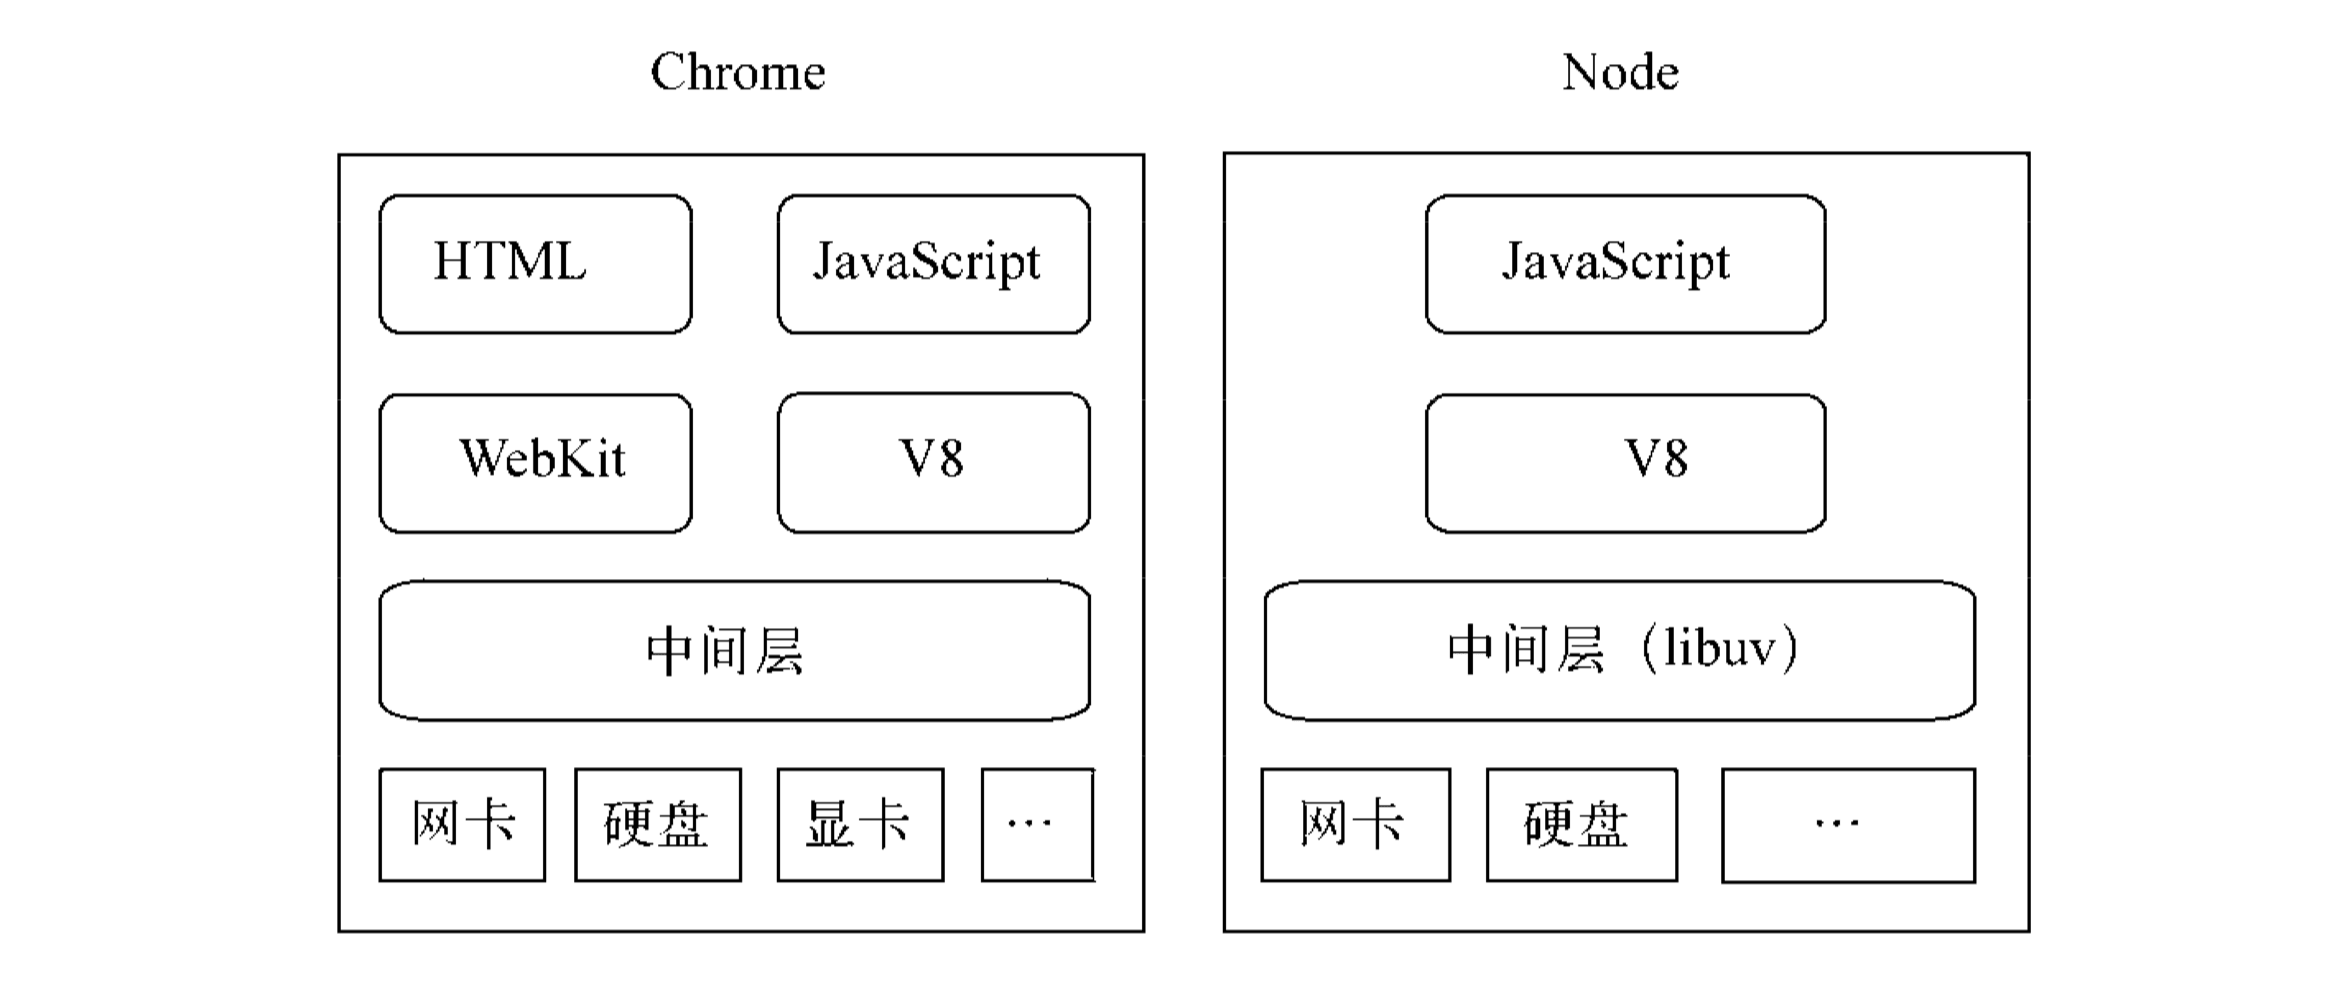 Chrome
HTML
JavaScript
WebKit
V8
中间层
网卡
硬盘
显卡
…
Node
JavaScript
V8
中间层（libuv）
网卡
硬盘
…